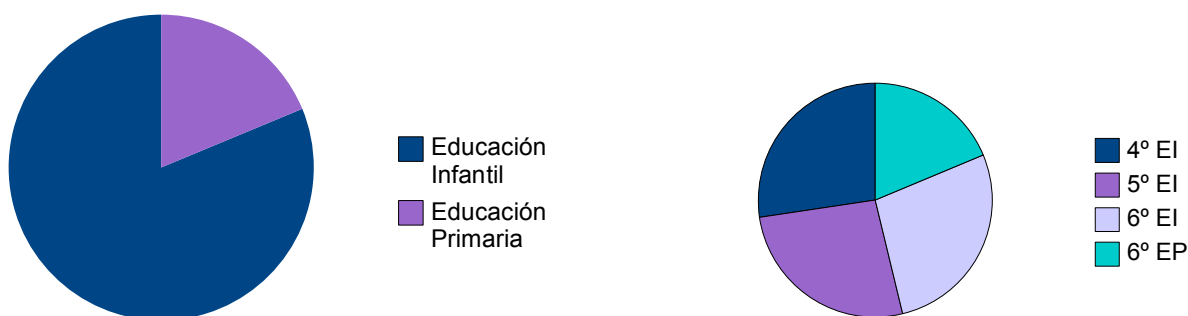 Educación
Infantil
Educación
Primaria
4º EI
5º EI
6º EI
6º EP